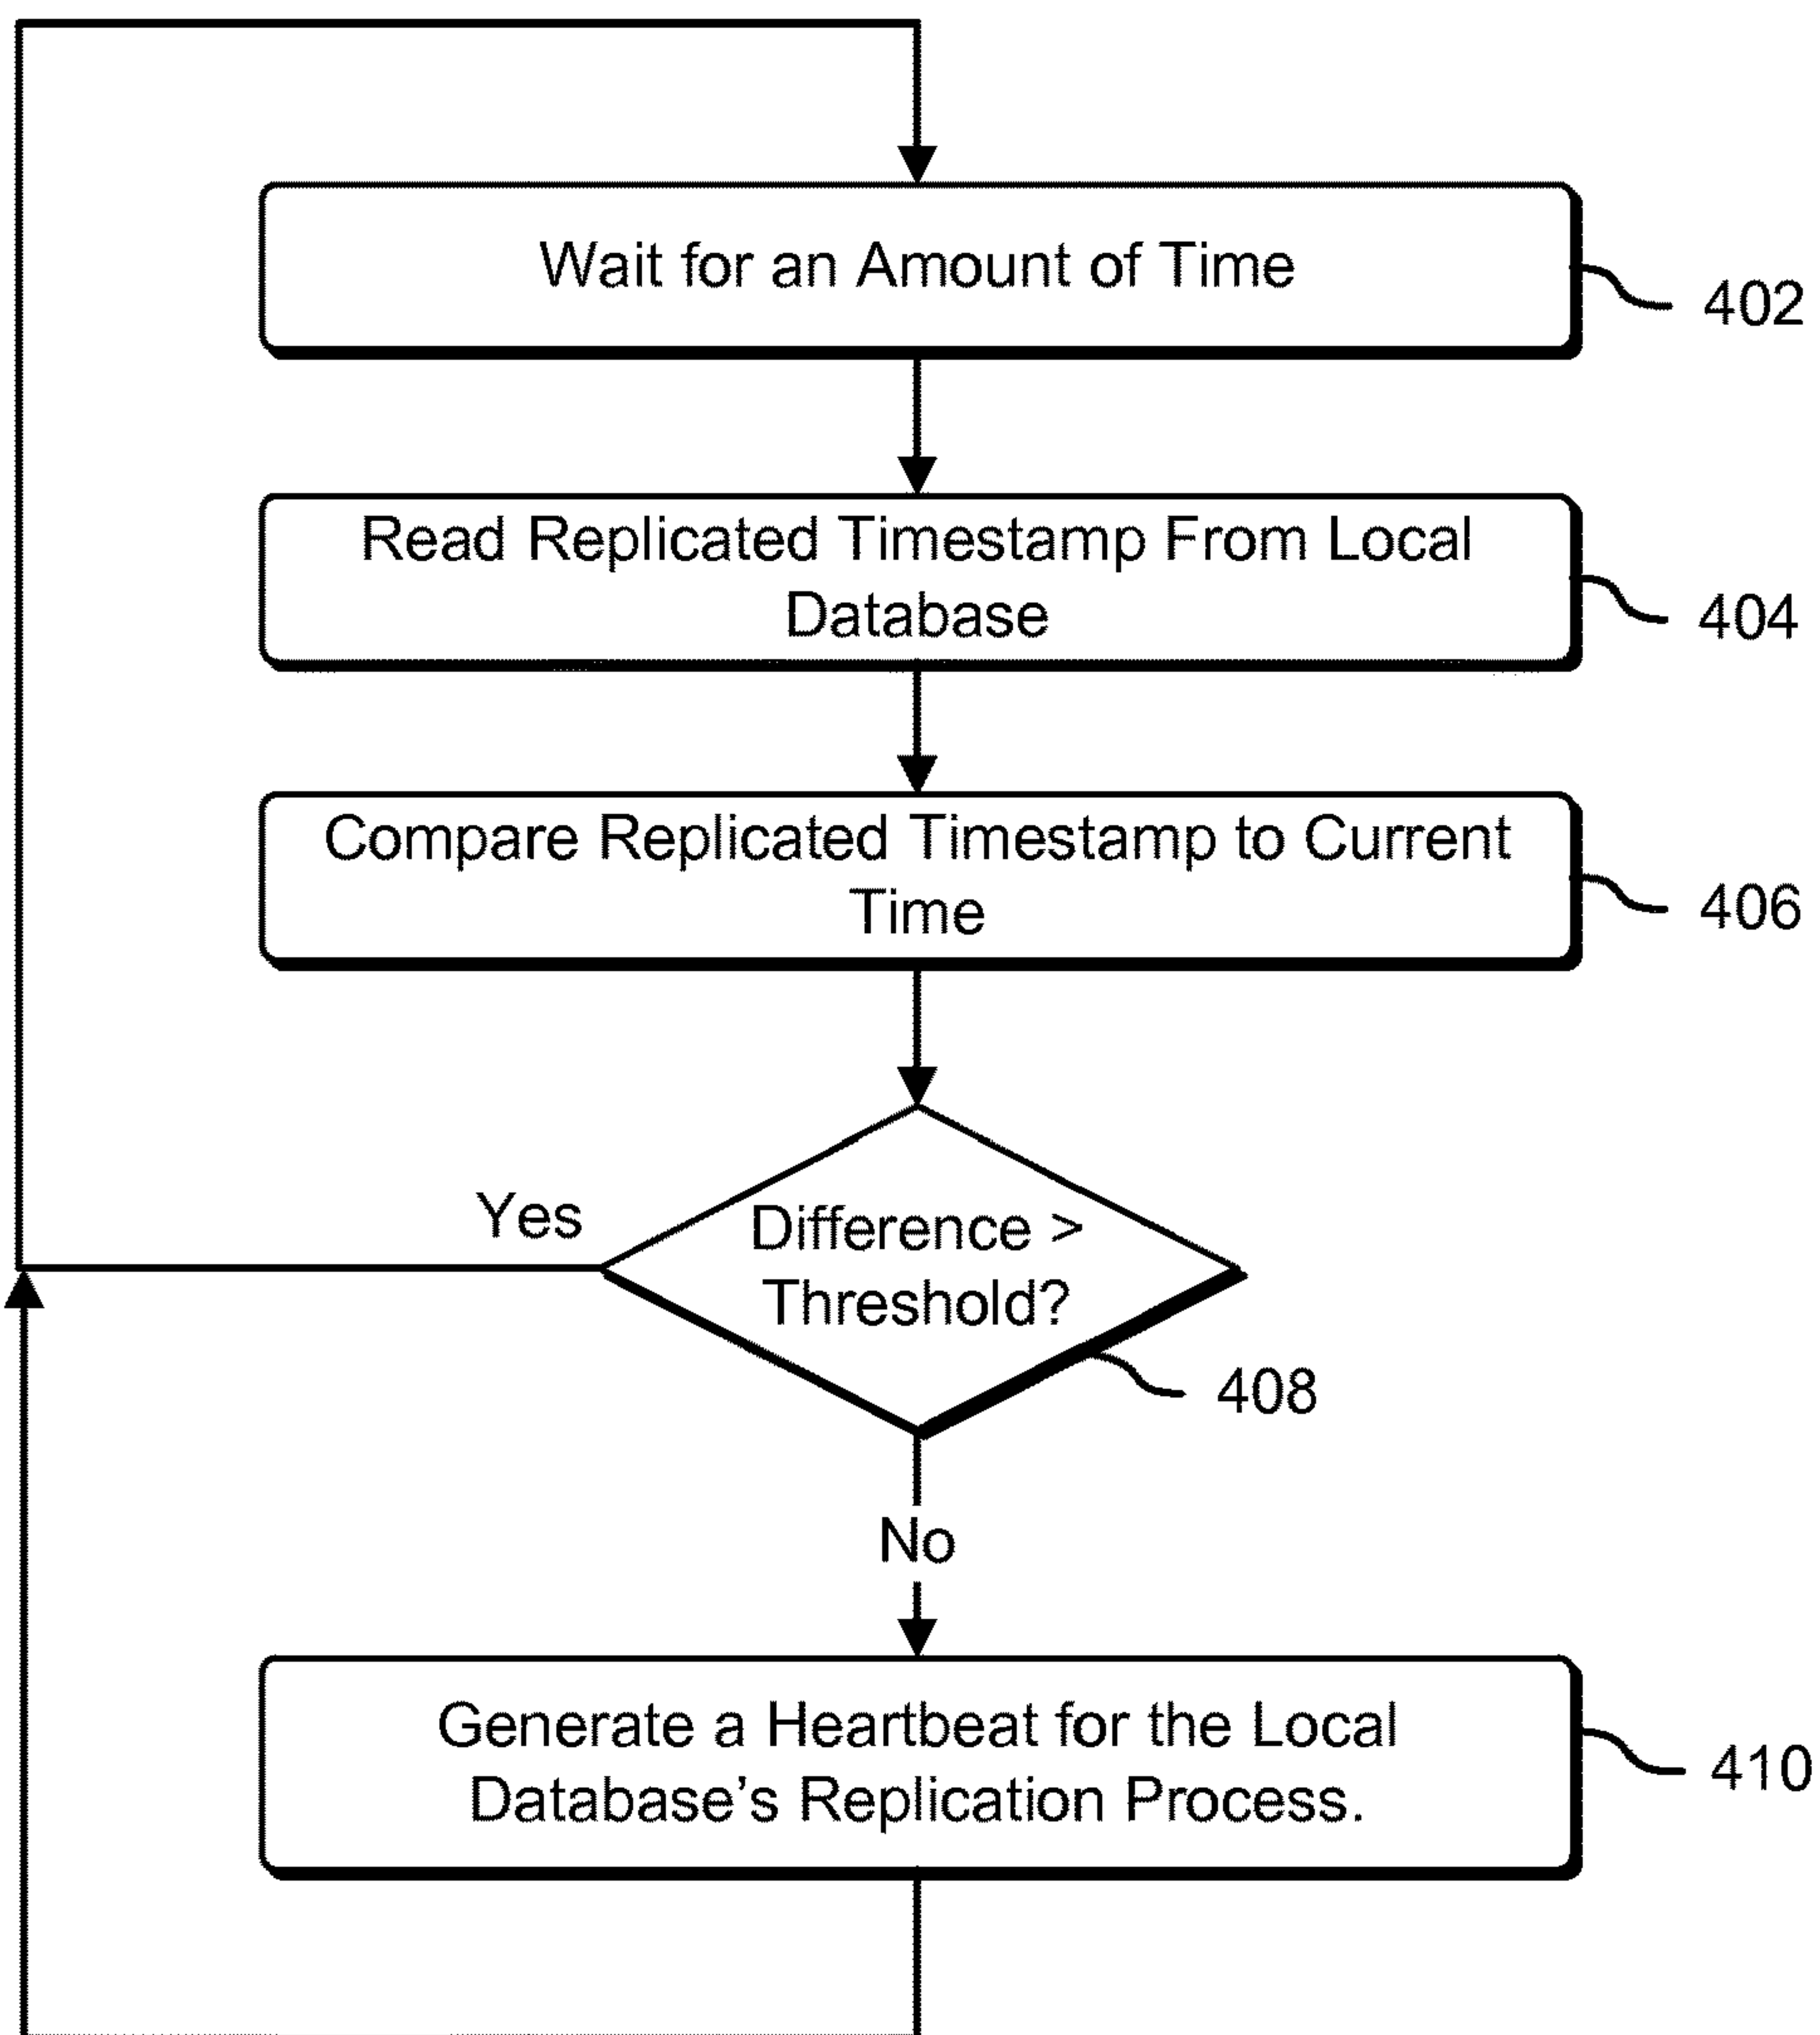 Wait for an Amount of Time
402
Read Replicated Timestamp From Local
Database
404
Compare Replicated Timestamp to Current
Time
406
Yes
Difference >
Threshold?
408
No
Generate a Heartbeat for the Local
Database’s Replication Process.
410